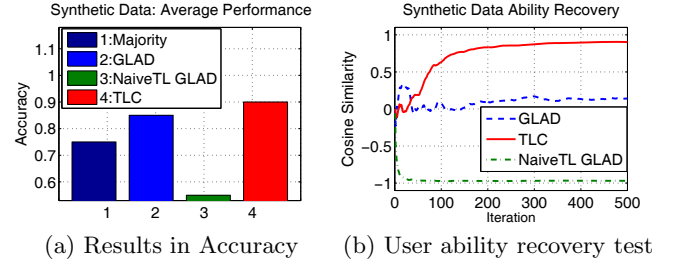 Synthetic Data: Average Performance
1.1
1
0.9
0.8
0.7
0.6
Accuracy
1:Majority
2:GLAD
3:NaiveTL GLAD
4:TLC
1 2 3 4
(a) Results in Accuracy
Synthetic Data Ability Recovery
1
0.5
0
−0.5
−1
Cosine Similarity
GLAD
TLC
NaiveTL GLAD
0 100 200 300 400 500
Iteration
(b) User ability recovery test